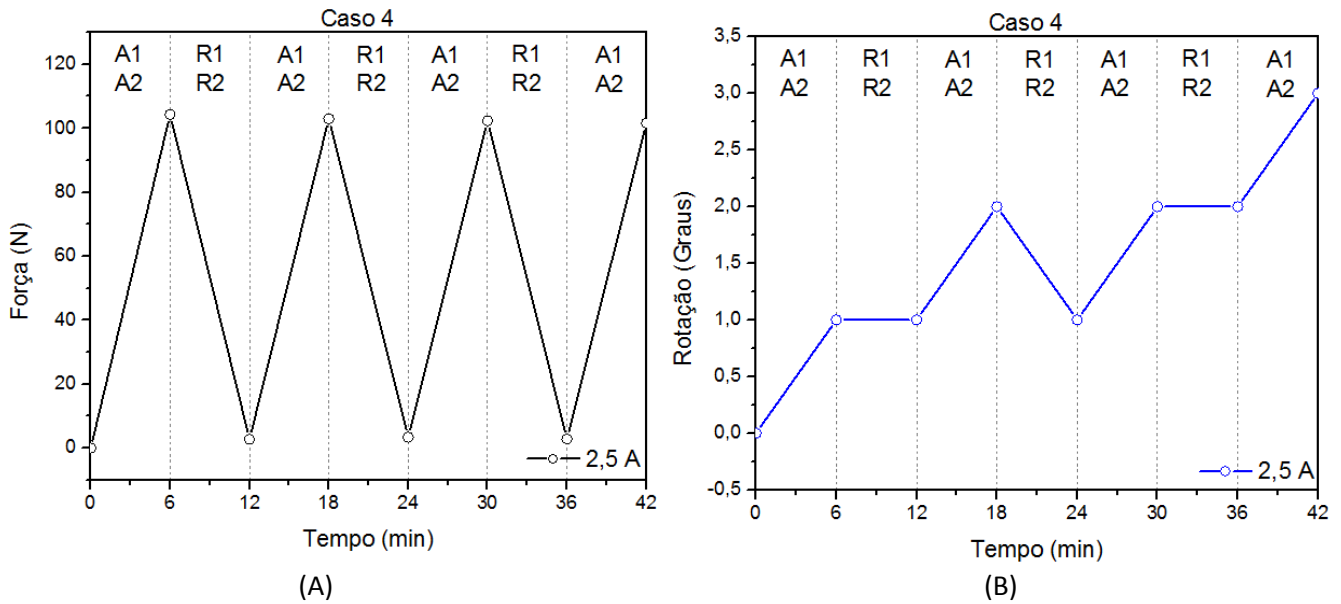 Caso 4
A1 R1 A1 R1 A1 R1 A1
A2 R2 A2 R2 A2 R2 A2
120
100
80
60
40
20
0
Força (N)
2,5 A
0 6 12 18 24 30 36 42
Tempo (min)
(A)
Caso 4
3,5
A1 R1 A1 R1 A1 R1 A1
A2 R2 A2 R2 A2 R2 A2
3,0
2,5
2,0
1,5
1,0
0,5
0,0
-0,5
Rotação (Graus)
2,5 A
0 6 12 18 24 30 36 42
Tempo (min)
(B)